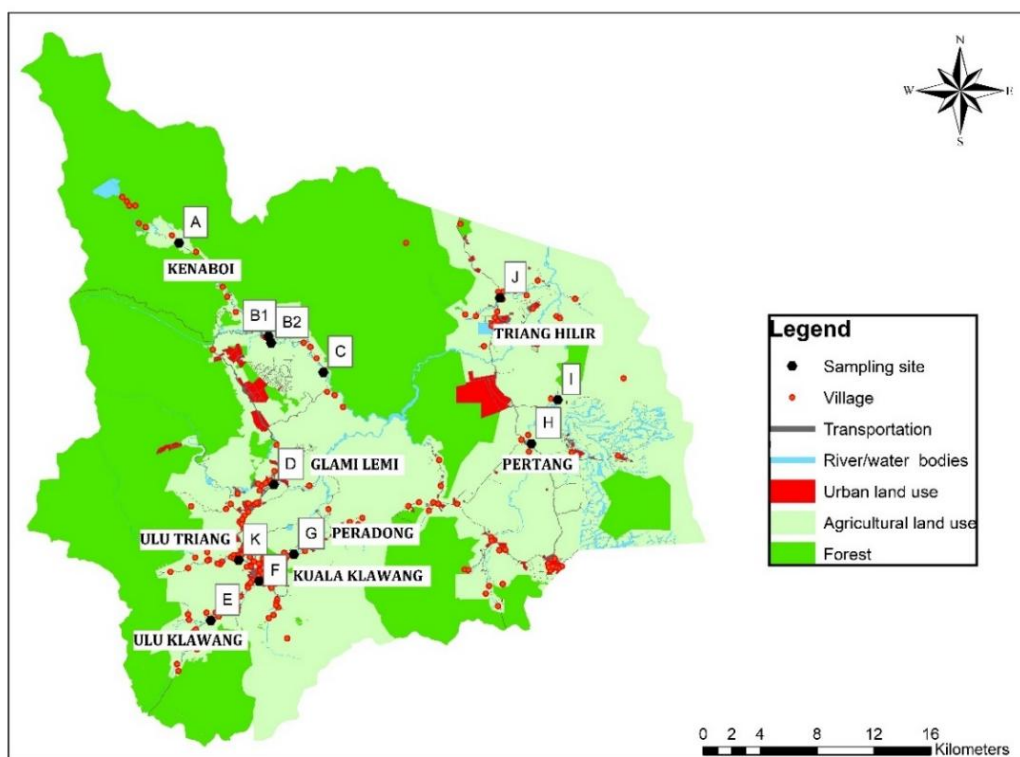 N
W E
S
A
KENABOI
J
B1
B2
TRIANG HILIR
C
I
H
PERTANG
D
GLAMI LEMI
ULU TRIANG
K
G
PERADONG
F
KUALA KLAWANG
E
ULU KLAWANG
Legend
Sampling site
Village
Transportation
River/water bodies
Urban land use
Agricultural land use
Forest
0 2 4 8 12 16
Kilometers